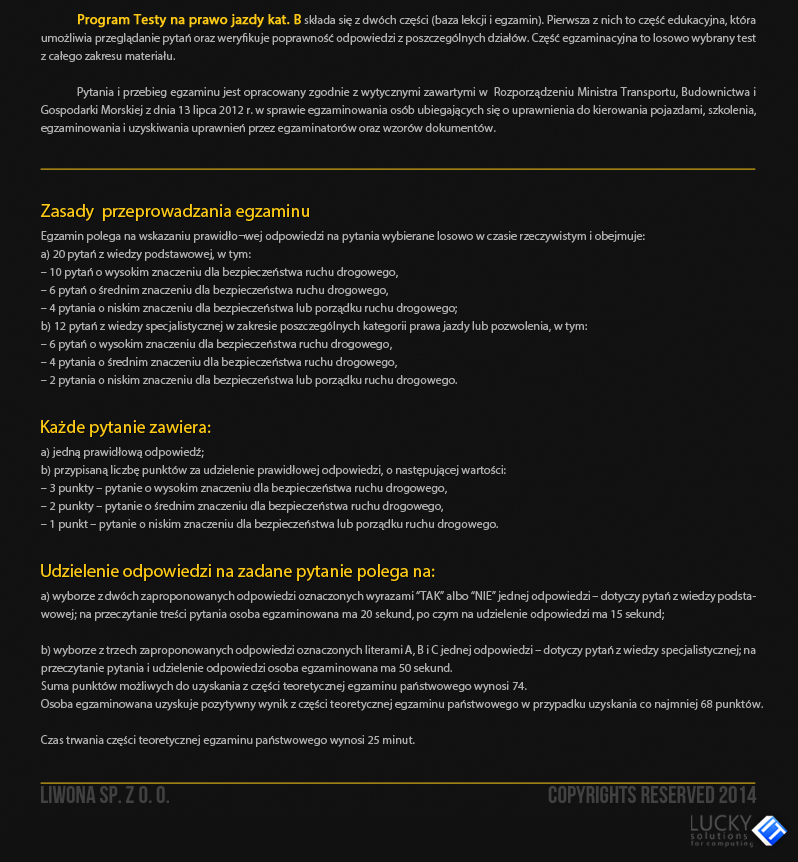 Program Testy na prawo jazdy kat. B składa się z dwóch części (baza lekcji i egzamin). Pierwsza z nich to część edukacyjna, która
umożliwia przeglądanie pytań oraz weryfikuje poprawność odpowiedzi z poszczególnych działów. Część egzaminacyjna to losowo wybrany test
z całego zakresu materiału.
Pytania i przebieg egzaminu jest opracowany zgodnie z wytycznymi zawartymi w Rozporządzeniu Ministra Transportu, Budownictwa i
Gospodarki Morskiej z dnia 13 lipca 2012 r. w sprawie egzaminowania osób ubiegających się o uprawnienia do kierowania pojazdami, szkolenia,
egzaminowania i uzyskiwania uprawnień przez egzaminatorów oraz wzorów dokumentów.
Zasady przeprowadzania egzaminu
Egzamin polega na wskazaniu prawidło¬wej odpowiedzi na pytania wybierane losowo w czasie rzeczywistym i obejmuje:
a) 20 pytań z wiedzy podstawowej, w tym:
– 10 pytań o wysokim znaczeniu dla bezpieczeństwa ruchu drogowego,
– 6 pytań o średnim znaczeniu dla bezpieczeństwa ruchu drogowego,
– 4 pytania o niskim znaczeniu dla bezpieczeństwa lub porządku ruchu drogowego;
b) 12 pytań z wiedzy specjalistycznej w zakresie poszczególnych kategorii prawa jazdy lub pozwolenia, w tym:
– 6 pytań o wysokim znaczeniu dla bezpieczeństwa ruchu drogowego,
– 4 pytania o średnim znaczeniu dla bezpieczeństwa ruchu drogowego,
– 2 pytania o niskim znaczeniu dla bezpieczeństwa lub porządku ruchu drogowego.
Każde pytanie zawiera:
a) jedną prawidłową odpowiedź;
b) przypisaną liczbę punktów za udzielenie prawidłowej odpowiedzi, o następującej wartości:
– 3 punkty – pytanie o wysokim znaczeniu dla bezpieczeństwa ruchu drogowego,
– 2 punkty – pytanie o średnim znaczeniu dla bezpieczeństwa ruchu drogowego,
– 1 punkt – pytanie o niskim znaczeniu dla bezpieczeństwa lub porządku ruchu drogowego.
Udzielenie odpowiedzi na zadane pytanie polega na:
a) wyborze z dwóch zaproponowanych odpowiedzi oznaczonych wyrazami “TAK” albo “NIE” jednej odpowiedzi – dotyczy pytań z wiedzy podsta-
wowej; na przeczytanie treści pytania osoba egzaminowana ma 20 sekund, po czym na udzielenie odpowiedzi ma 15 sekund;
b) wyborze z trzech zaproponowanych odpowiedzi oznaczonych literami A, B i C jednej odpowiedzi – dotyczy pytań z wiedzy specjalistycznej; na
przeczytanie pytania i udzielenie odpowiedzi osoba egzaminowana ma 50 sekund.
Suma punktów możliwych do uzyskania z części teoretycznej egzaminu państwowego wynosi 74.
Osoba egzaminowana uzyskuje pozytywny wynik z części teoretycznej egzaminu państwowego w przypadku uzyskania co najmniej 68 punktów.
Czas trwania części teoretycznej egzaminu państwowego wynosi 25 minut.
LIWONA SP. Z O. O. COPYRIGHTS RESERVED 2014
LUCKY
solutions
for computing
IT